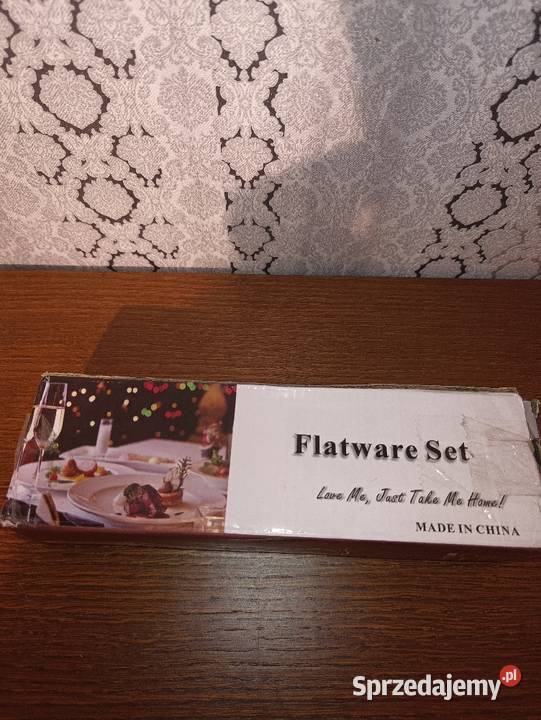 Flatware Set
Love Me, Just Take Me Home!
MADE IN CHINA
Sprzedajemy.pl